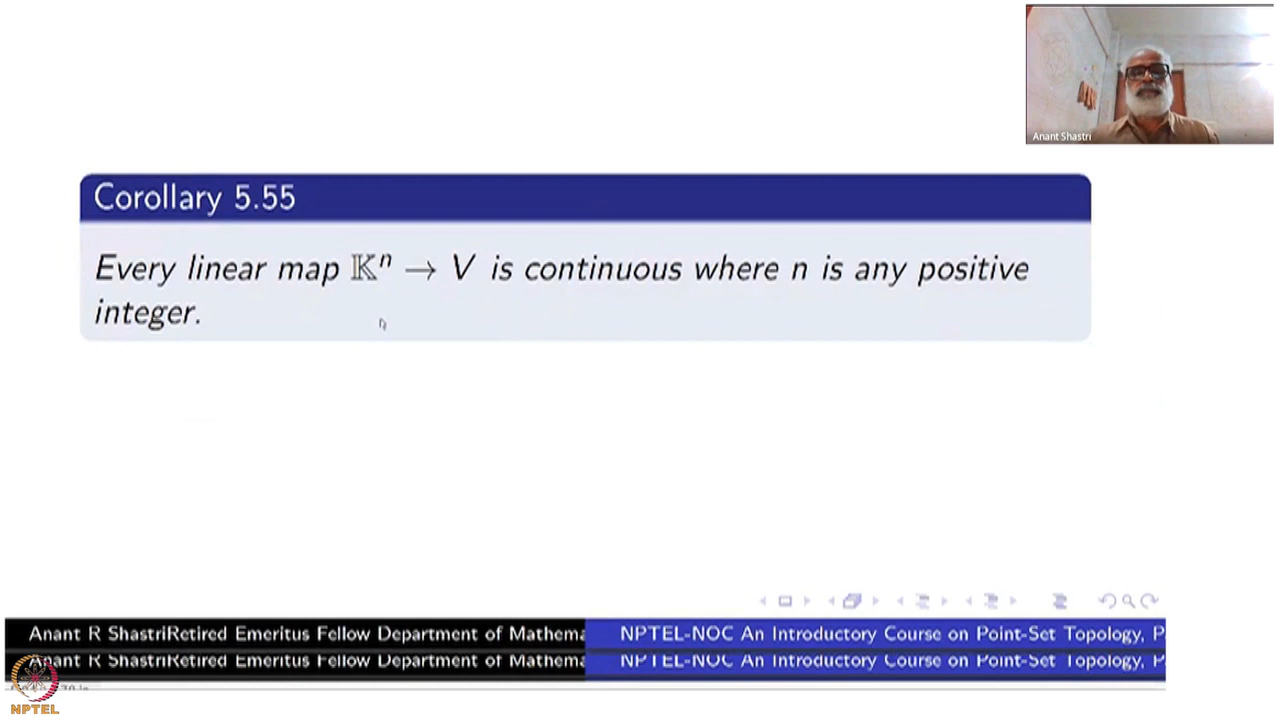 Anant Shastri
Corollary 5.55
Every linear map 𝕂ⁿ → V is continuous where n is any positive
integer.
Anant R ShastriRetired Emeritus Fellow Department of Mathema
NPTEL-NOC An Introductory Course on Point-Set Topology, P
Anant R ShastriRetired Emeritus Fellow Department of Mathema
NPTEL-NOC An Introductory Course on Point-Set Topology, P
NPTEL